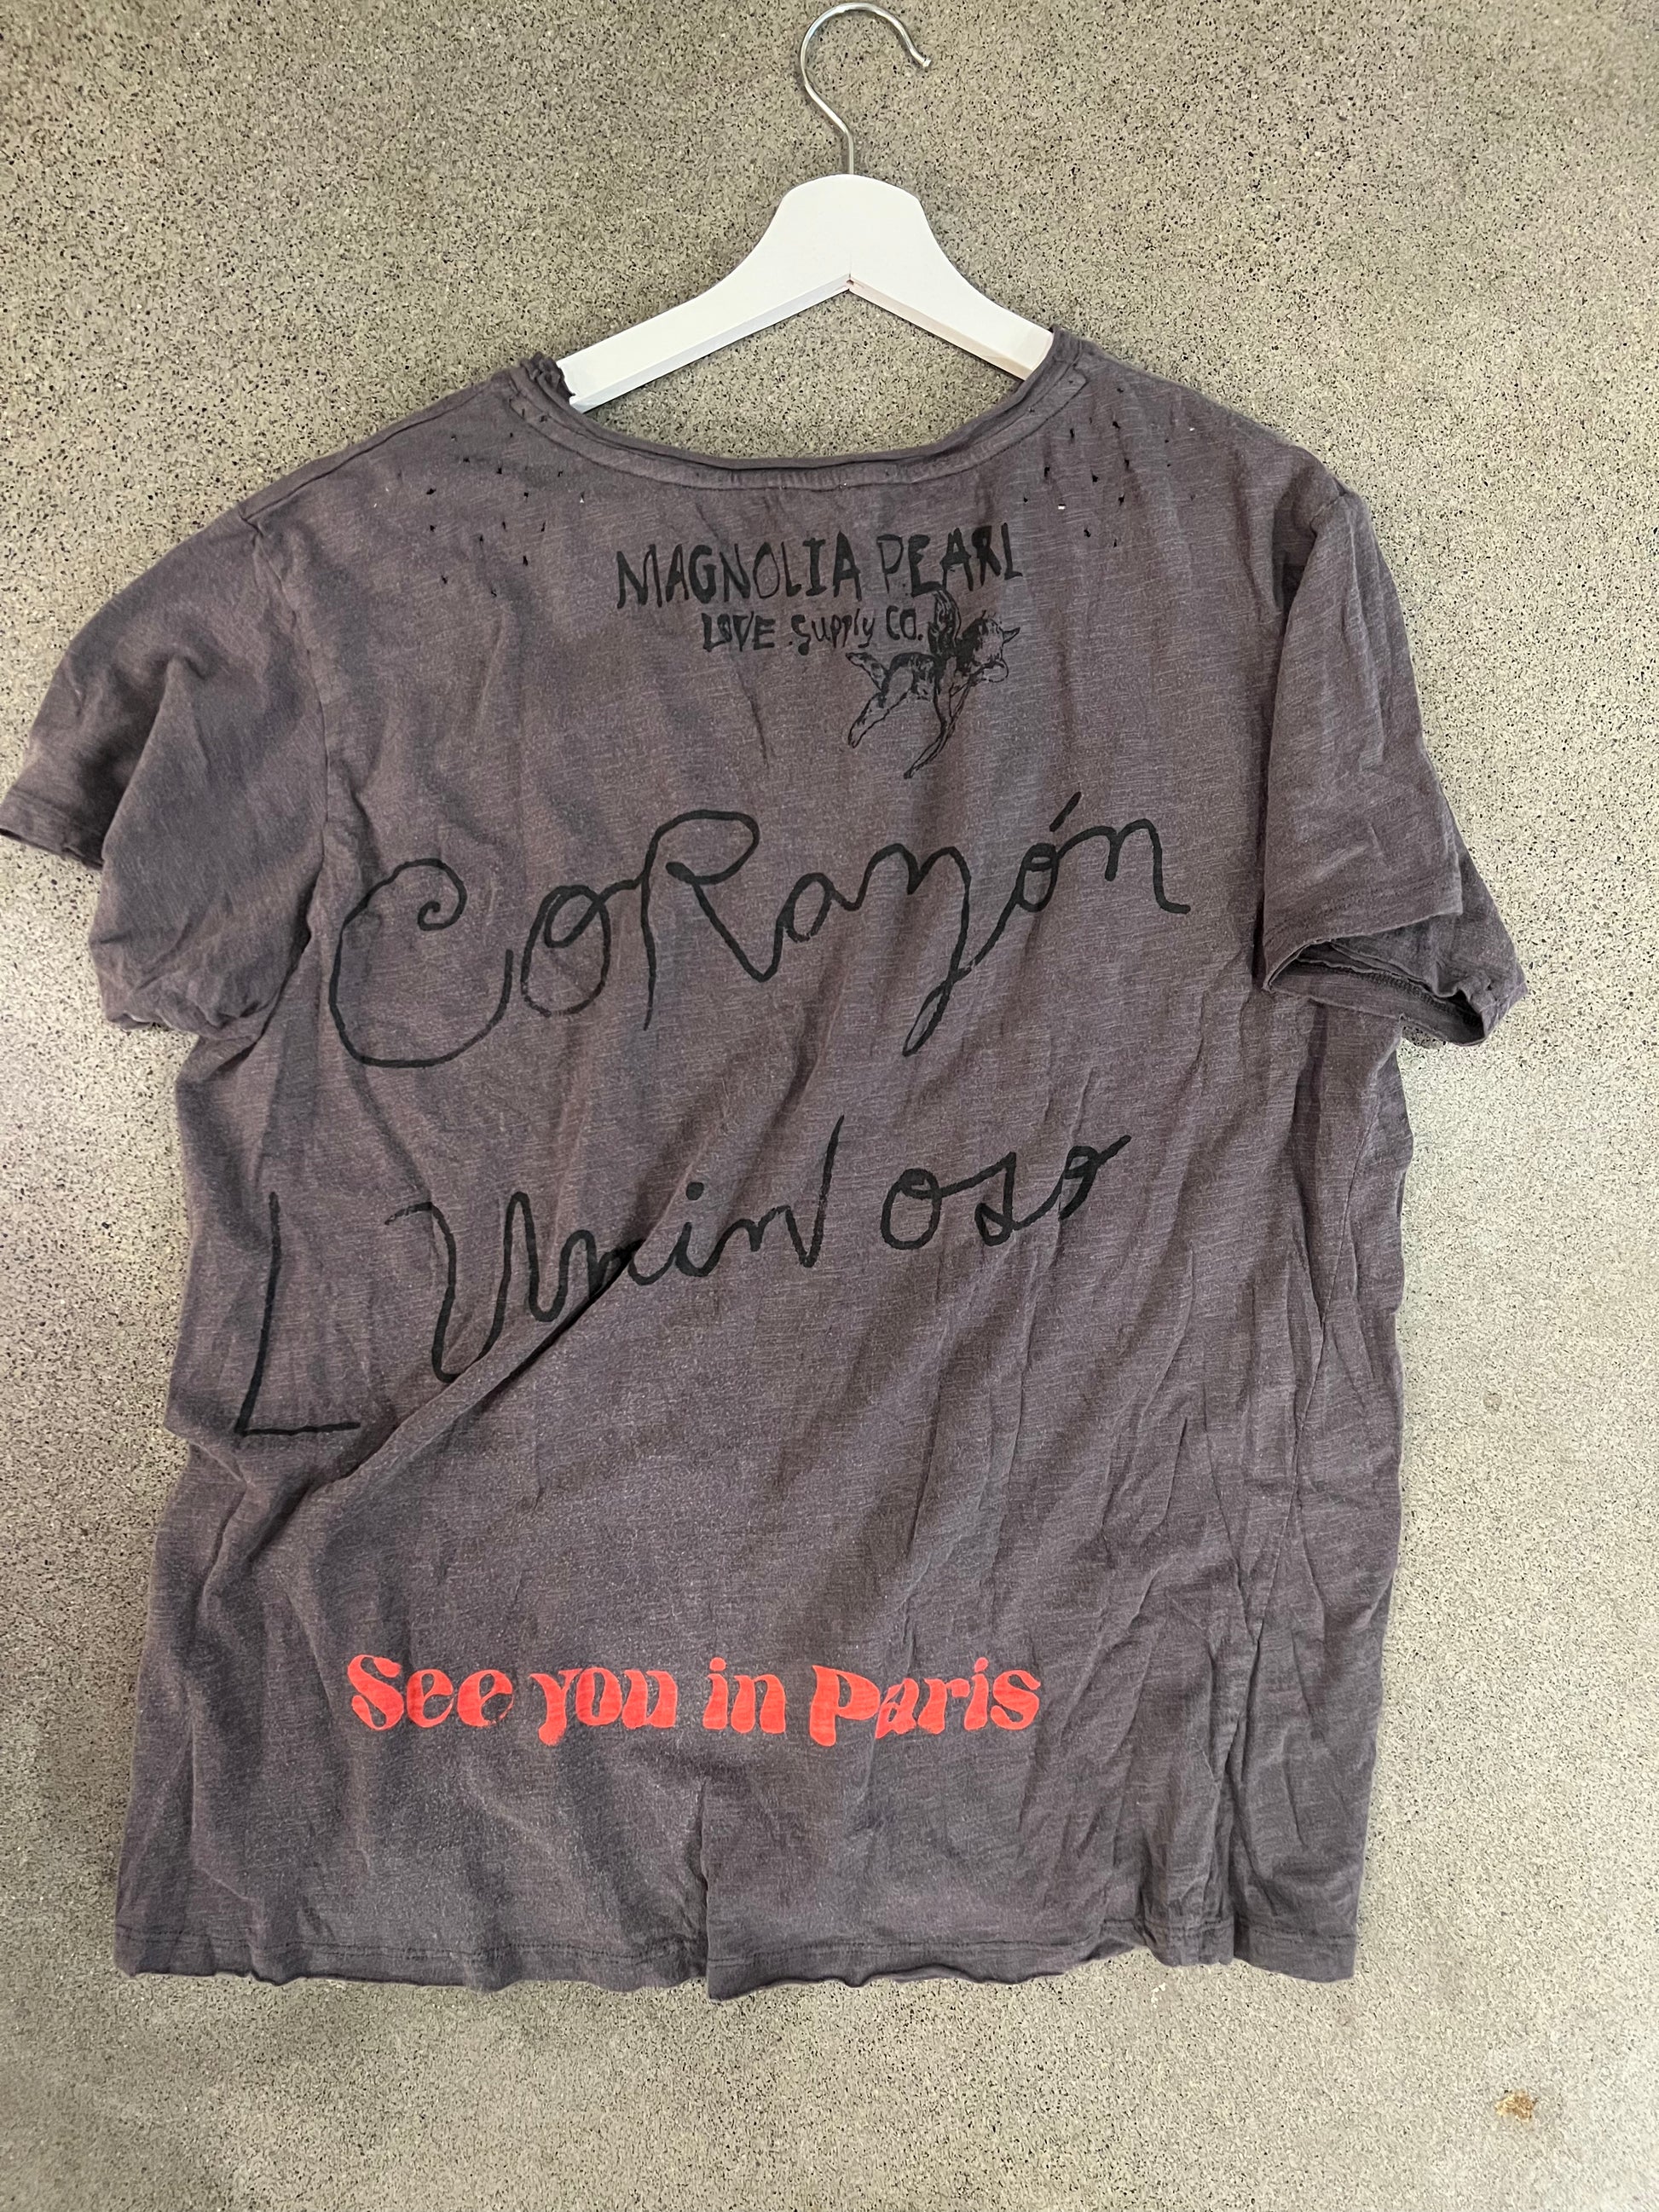 MAGNOLIA PEARL
LOVE Supply CO.
CoRazón
LUminoso
See you in Paris